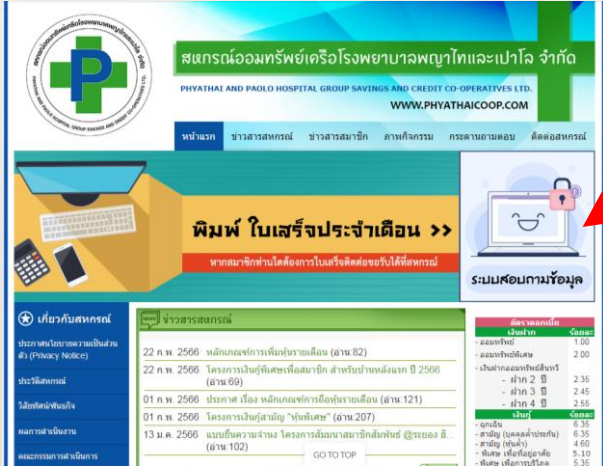 สหกรณ์ออมทรัพย์เครือโรงพยาบาลพญาไทและเปาโล จำกัด
P
PHYATHAI AND PAOLO HOSPITAL GROUP SAVINGS AND CREDIT CO-OPERATIVES LTD.
WWW.PHYATHAICOOP.COM
หน้าแรก ข่าวสารสหกรณ์ ข่าวสารสมาชิก ภาพกิจกรรม กระดานถามตอบ ติดต่อสหกรณ์
พิมพ์ ใบเสร็จประจำเดือน >>
หากสมาชิกท่านใดต้องการใบเสร็จติดต่อขอรับได้ที่สหกรณ์
ระบบสอบถามข้อมูล
เกี่ยวกับสหกรณ์
ประกาศนโยบายความเป็นส่วน
ตัว (Privacy Notice)
ประวัติสหกรณ์
วิสัยทัศน์/พันธกิจ
ผลการดำเนินงาน
คณะกรรมการดำเนินการ
ข่าวสารสหกรณ์
22 ก.พ. 2566 หลักเกณฑ์การเพิ่มหุ้นรายเดือน (อ่าน:82)
22 ก.พ. 2566 โครงการเงินกู้พิเศษเพื่อสมาชิก สำหรับบ้านหลังแรก ปี 2566
(อ่าน:69)
01 ก.พ. 2566 ประกาศ เรื่อง หลักเกณฑ์การถือหุ้นรายเดือน (อ่าน:121)
01 ก.พ. 2566 โครงการเงินกู้สามัญ "หุ้นพิเศษ" (อ่าน:207)
13 ม.ค. 2566 แบบยืนความจำนง โครงการสัมมนาสมาชิกสัมพันธ์ @ระยอง ฮิ...
(อ่าน:102)
GO TO TOP
อัตราดอกเบี้ย
เงินฝาก ร้อยละ
- ออมทรัพย์ 1.00
- ออมทรัพย์พิเศษ 2.00
- เงินฝากออมทรัพย์สินทวี
- ฝาก 2 ปี 2.35
- ฝาก 3 ปี 2.45
- ฝาก 4 ปี 2.55
เงินกู้ ร้อยละ
- ฉุกเฉิน 6.35
- สามัญ (บุคคลค้ำประกัน) 6.35
- สามัญ (หุ้นค้ำ) 4.60
- พิเศษ เพื่อที่อยู่อาศัย 5.10
- พิเศษ เพื่อการบริโภค 5.35